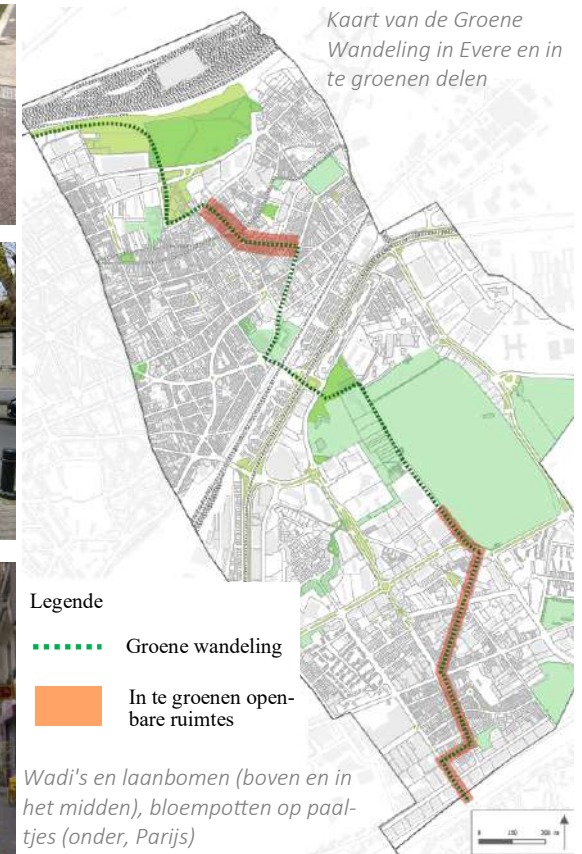 Kaart van de Groene
Wandeling in Evere en in
te groenen delen
Legende
Groene wandeling
In te groenen open-
bare ruimtes
Wadi's en laanbomen (boven en in
het midden), bloempotten op paal-
tjes (onder, Parijs)